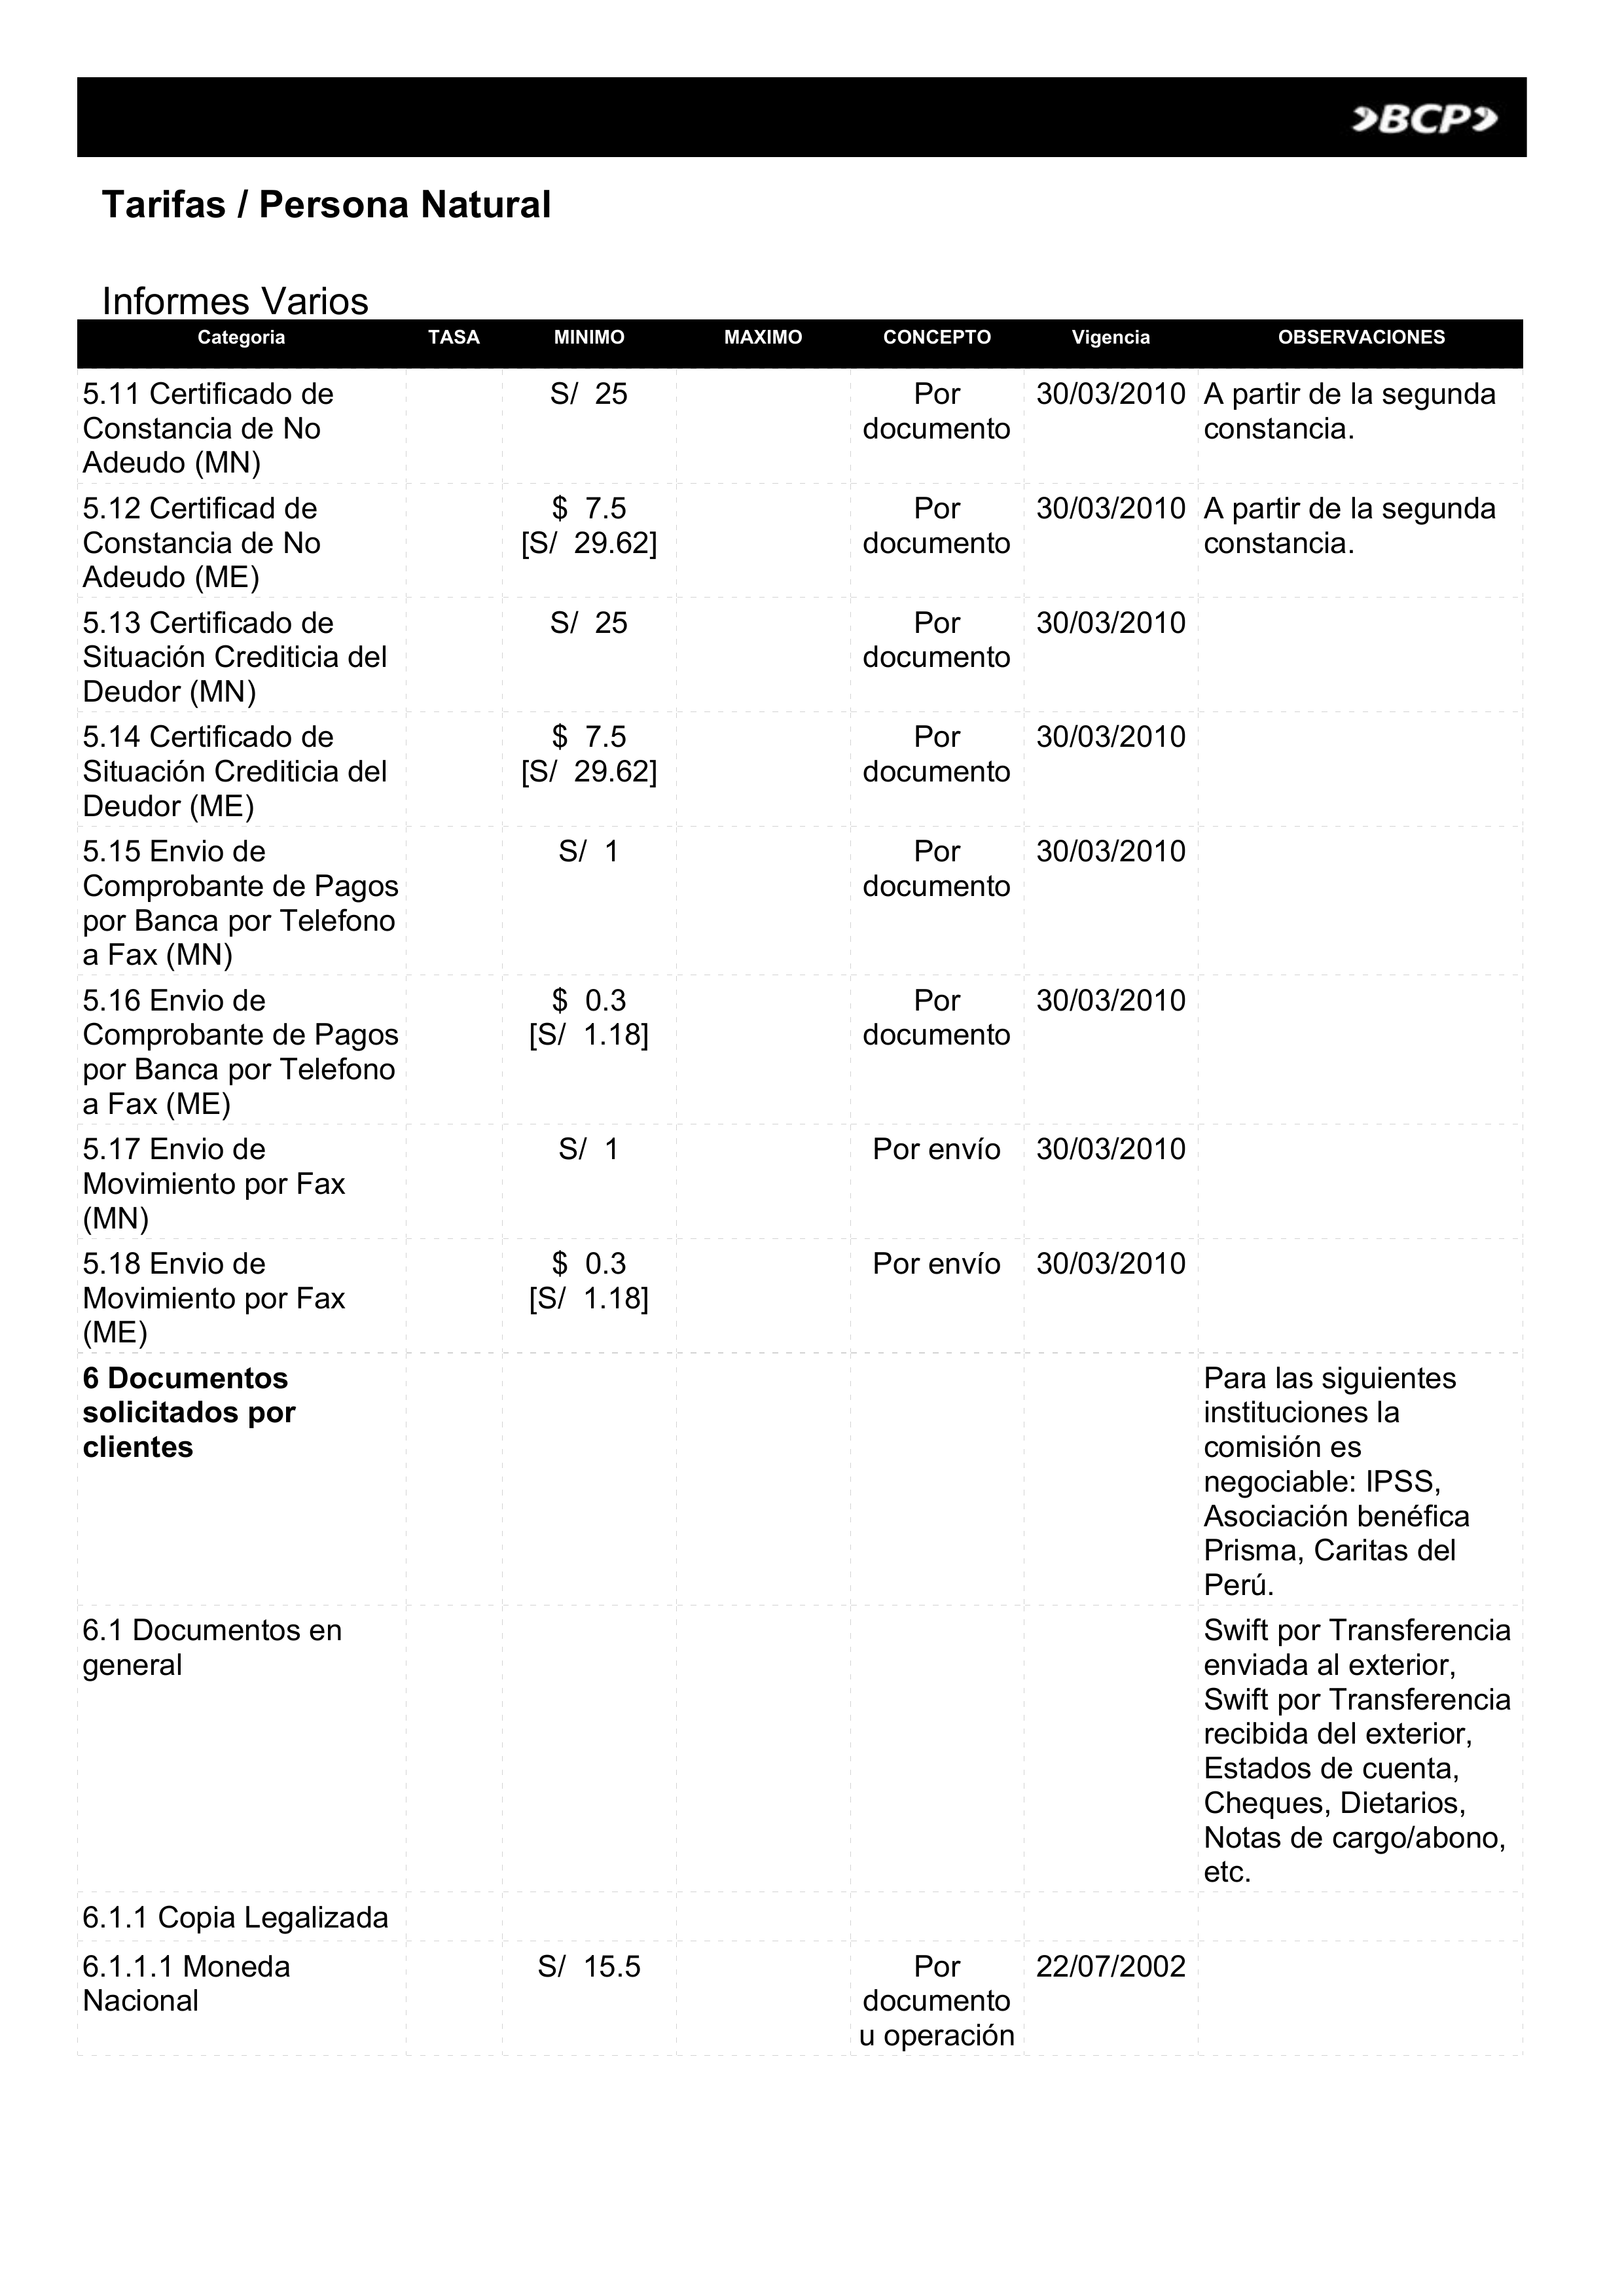 BCP
Tarifas / Persona Natural
Informes Varios
Categoria TASA MINIMO MAXIMO CONCEPTO Vigencia OBSERVACIONES
5.11 Certificado de S/ 25 Por 30/03/2010 A partir de la segunda
Constancia de No documento constancia.
Adeudo (MN)
5.12 Certificad de $ 7.5 Por 30/03/2010 A partir de la segunda
Constancia de No [S/ 29.62] documento constancia.
Adeudo (ME)
5.13 Certificado de S/ 25 Por 30/03/2010
Situación Crediticia del documento
Deudor (MN)
5.14 Certificado de $ 7.5 Por 30/03/2010
Situación Crediticia del [S/ 29.62] documento
Deudor (ME)
5.15 Envio de S/ 1 Por 30/03/2010
Comprobante de Pagos documento
por Banca por Telefono
a Fax (MN)
5.16 Envio de $ 0.3 Por 30/03/2010
Comprobante de Pagos [S/ 1.18] documento
por Banca por Telefono
a Fax (ME)
5.17 Envio de S/ 1 Por envío 30/03/2010
Movimiento por Fax
(MN)
5.18 Envio de $ 0.3 Por envío 30/03/2010
Movimiento por Fax [S/ 1.18]
(ME)
6 Documentos Para las siguientes
solicitados por instituciones la
clientes comisión es
negociable: IPSS,
Asociación benéfica
Prisma, Caritas del
Perú.
6.1 Documentos en Swift por Transferencia
general enviada al exterior,
Swift por Transferencia
recibida del exterior,
Estados de cuenta,
Cheques, Dietarios,
Notas de cargo/abono,
etc.
6.1.1 Copia Legalizada
6.1.1.1 Moneda S/ 15.5 Por 22/07/2002
Nacional documento
u operación